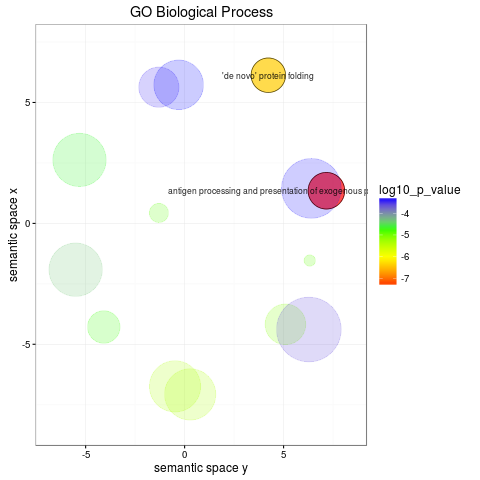 GO Biological Process
'de novo' protein folding
antigen processing and presentation of exogenous p
log10_p_value
-4
-5
-6
-7
semantic space x
5
0
-5
-5
0
5
semantic space y